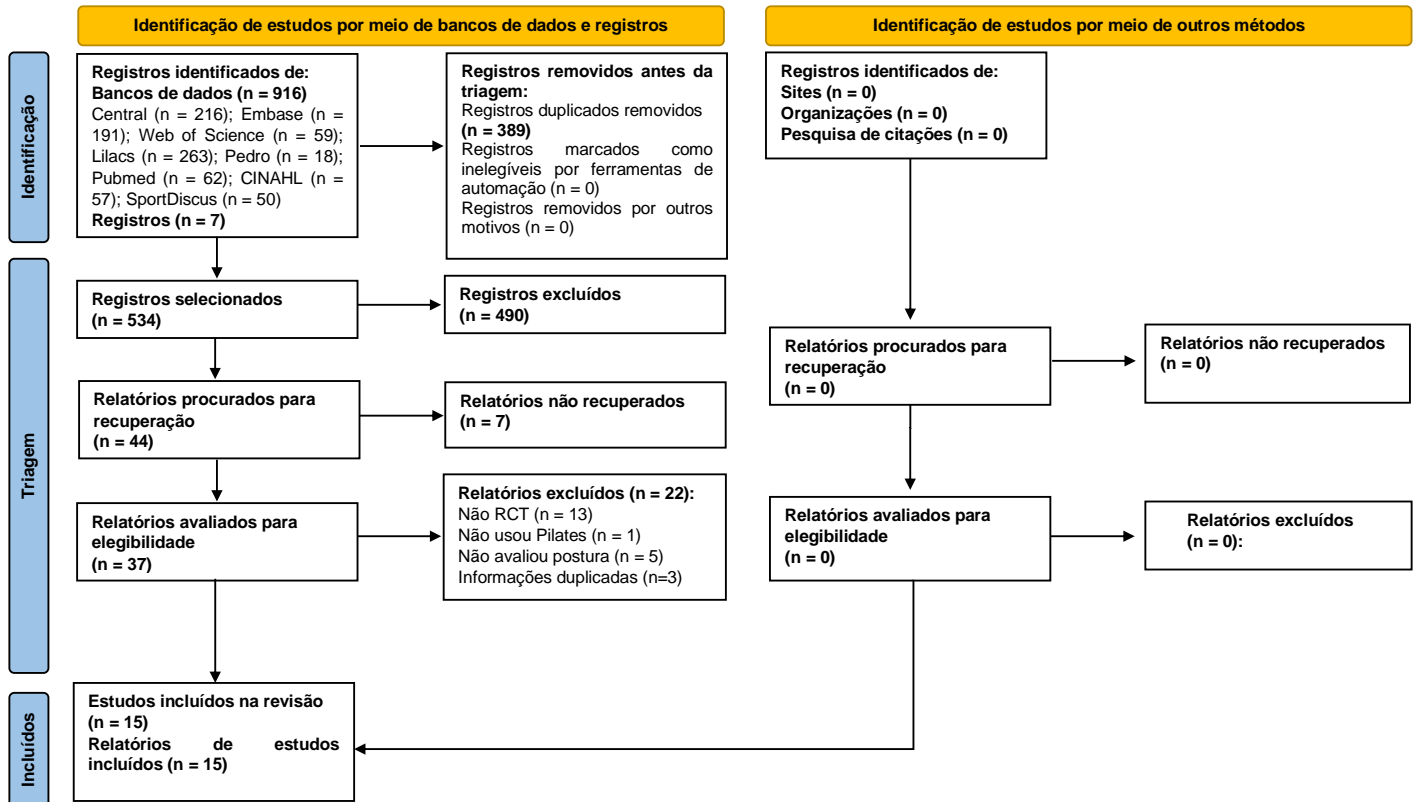 Identificação de estudos por meio de bancos de dados e registros
Identificação de estudos por meio de outros métodos
Identificação
Registros identificados de:
Bancos de dados (n = 916)
Central (n = 216); Embase (n =
191); Web of Science (n = 59);
Lilacs (n = 263); Pedro (n = 18);
Pubmed (n = 62); CINAHL (n =
57); SportDiscus (n = 50)
Registros (n = 7)
Registros removidos antes da
triagem:
Registros duplicados removidos
(n = 389)
Registros marcados como
inelegíveis por ferramentas de
automação (n = 0)
Registros removidos por outros
motivos (n = 0)
Registros identificados de:
Sites (n = 0)
Organizações (n = 0)
Pesquisa de citações (n = 0)
Triagem
Registros selecionados
(n = 534)
Registros excluídos
(n = 490)
Relatórios procurados para
recuperação
(n = 44)
Relatórios não recuperados
(n = 7)
Relatórios procurados para
recuperação
(n = 0)
Relatórios não recuperados
(n = 0)
Relatórios avaliados para
elegibilidade
(n = 37)
Relatórios excluídos (n = 22):
Não RCT (n = 13)
Não usou Pilates (n = 1)
Não avaliou postura (n = 5)
Informações duplicadas (n=3)
Relatórios avaliados para
elegibilidade
(n = 0)
Relatórios excluídos
(n = 0):
Incluídos
Estudos incluídos na revisão
(n = 15)
Relatórios de estudos
incluídos (n = 15)